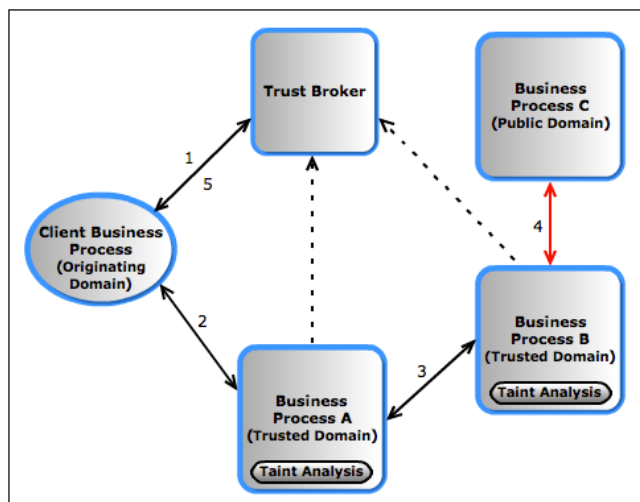 Trust Broker
Business
Process C
(Public Domain)
1
5
4
Client Business
Process
(Originating
Domain)
2
3
Business
Process B
(Trusted Domain)
Taint Analysis
Business
Process A
(Trusted Domain)
Taint Analysis